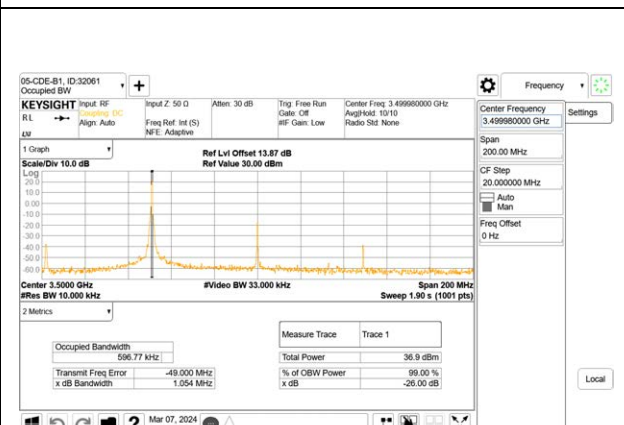 05-CDE-B1, ID:32061
Occupied BW
Frequency
KEYSIGHT
RL
Input: RF
Coupling: DC
Align: Auto
Input Z: 50 Ω
Freq Ref: Int (S)
NFE: Adaptive
Atten: 30 dB
Trig: Free Run
Gate: Off
#IF Gain: Low
Center Freq: 3.499980000 GHz
Avg|Hold: 10/10
Radio Std: None
Center Frequency
3.499980000 GHz
Settings
Span
200.00 MHz
CF Step
20.000000 MHz
Auto
Man
Freq Offset
0 Hz
1 Graph
Scale/Div 10.0 dB
Ref Lvl Offset 13.87 dB
Ref Value 30.00 dBm
Log
20.0
10.0
0.00
-10.0
-20.0
-30.0
-40.0
-50.0
-60.0
Center 3.5000 GHz
#Res BW 10.000 kHz
#Video BW 33.000 kHz
Span 200 MHz
Sweep 1.90 s (1001 pts)
2 Metrics
Measure Trace Trace 1
Occupied Bandwidth
596.77 kHz
Total Power 36.9 dBm
Transmit Freq Error -49.000 MHz
% of OBW Power 99.00 %
x dB Bandwidth 1.054 MHz
x dB -26.00 dB
Local
Mar 07, 2024